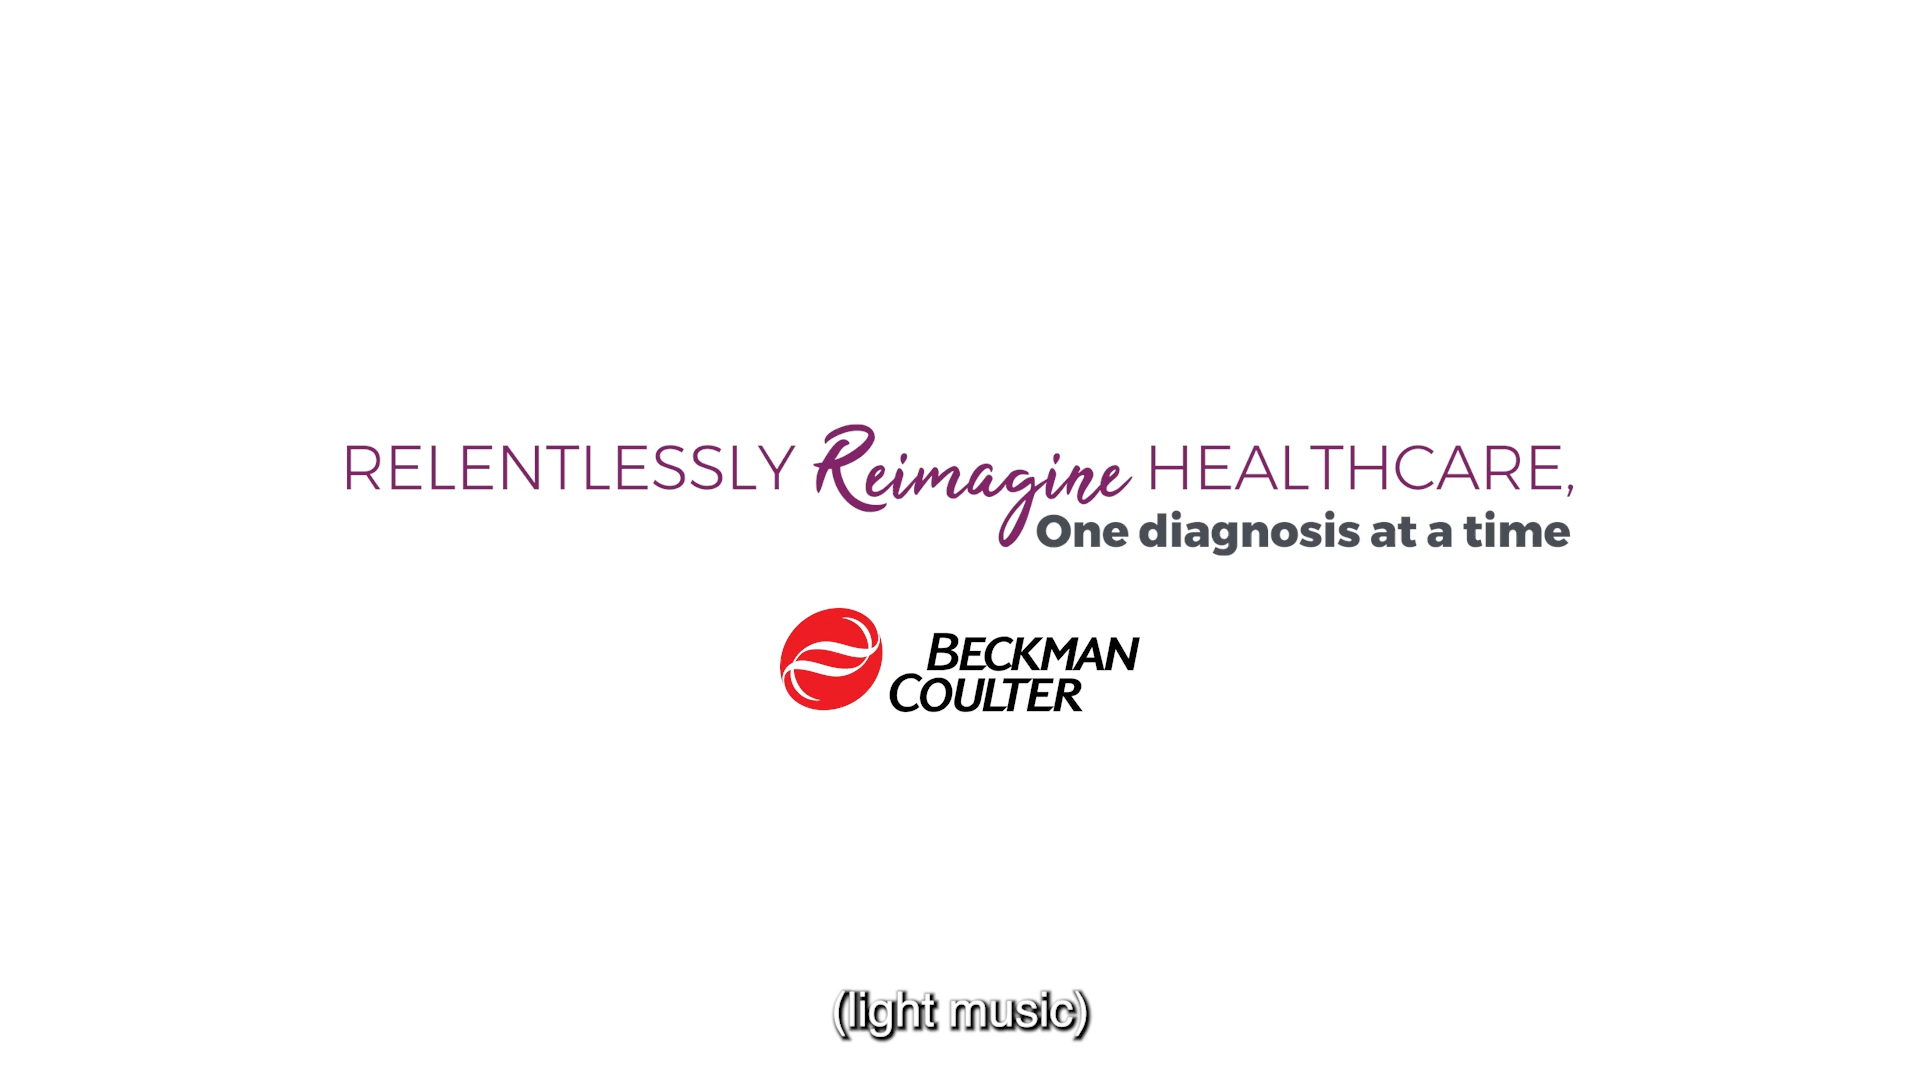 RELENTLESSLY Reimagine HEALTHCARE,
One diagnosis at a time
BECKMAN
COULTER
(light music)